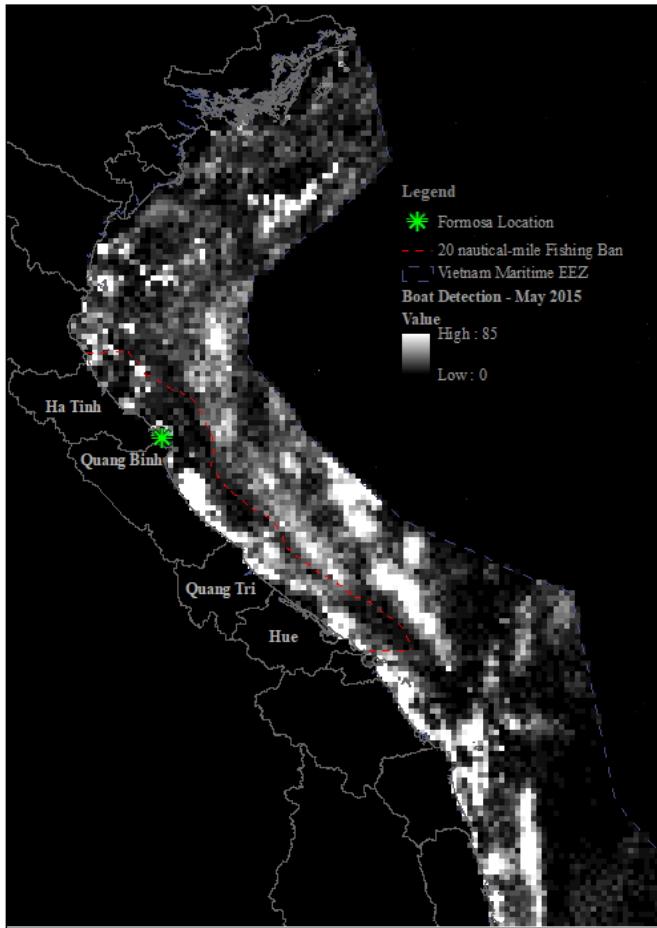 Legend
Formosa Location
20 nautical-mile Fishing Ban
Vietnam Maritime EEZ
Boat Detection - May 2015
Value
High : 85
Low : 0
Ha Tinh
Quang Binh
Quang Tri
Hue